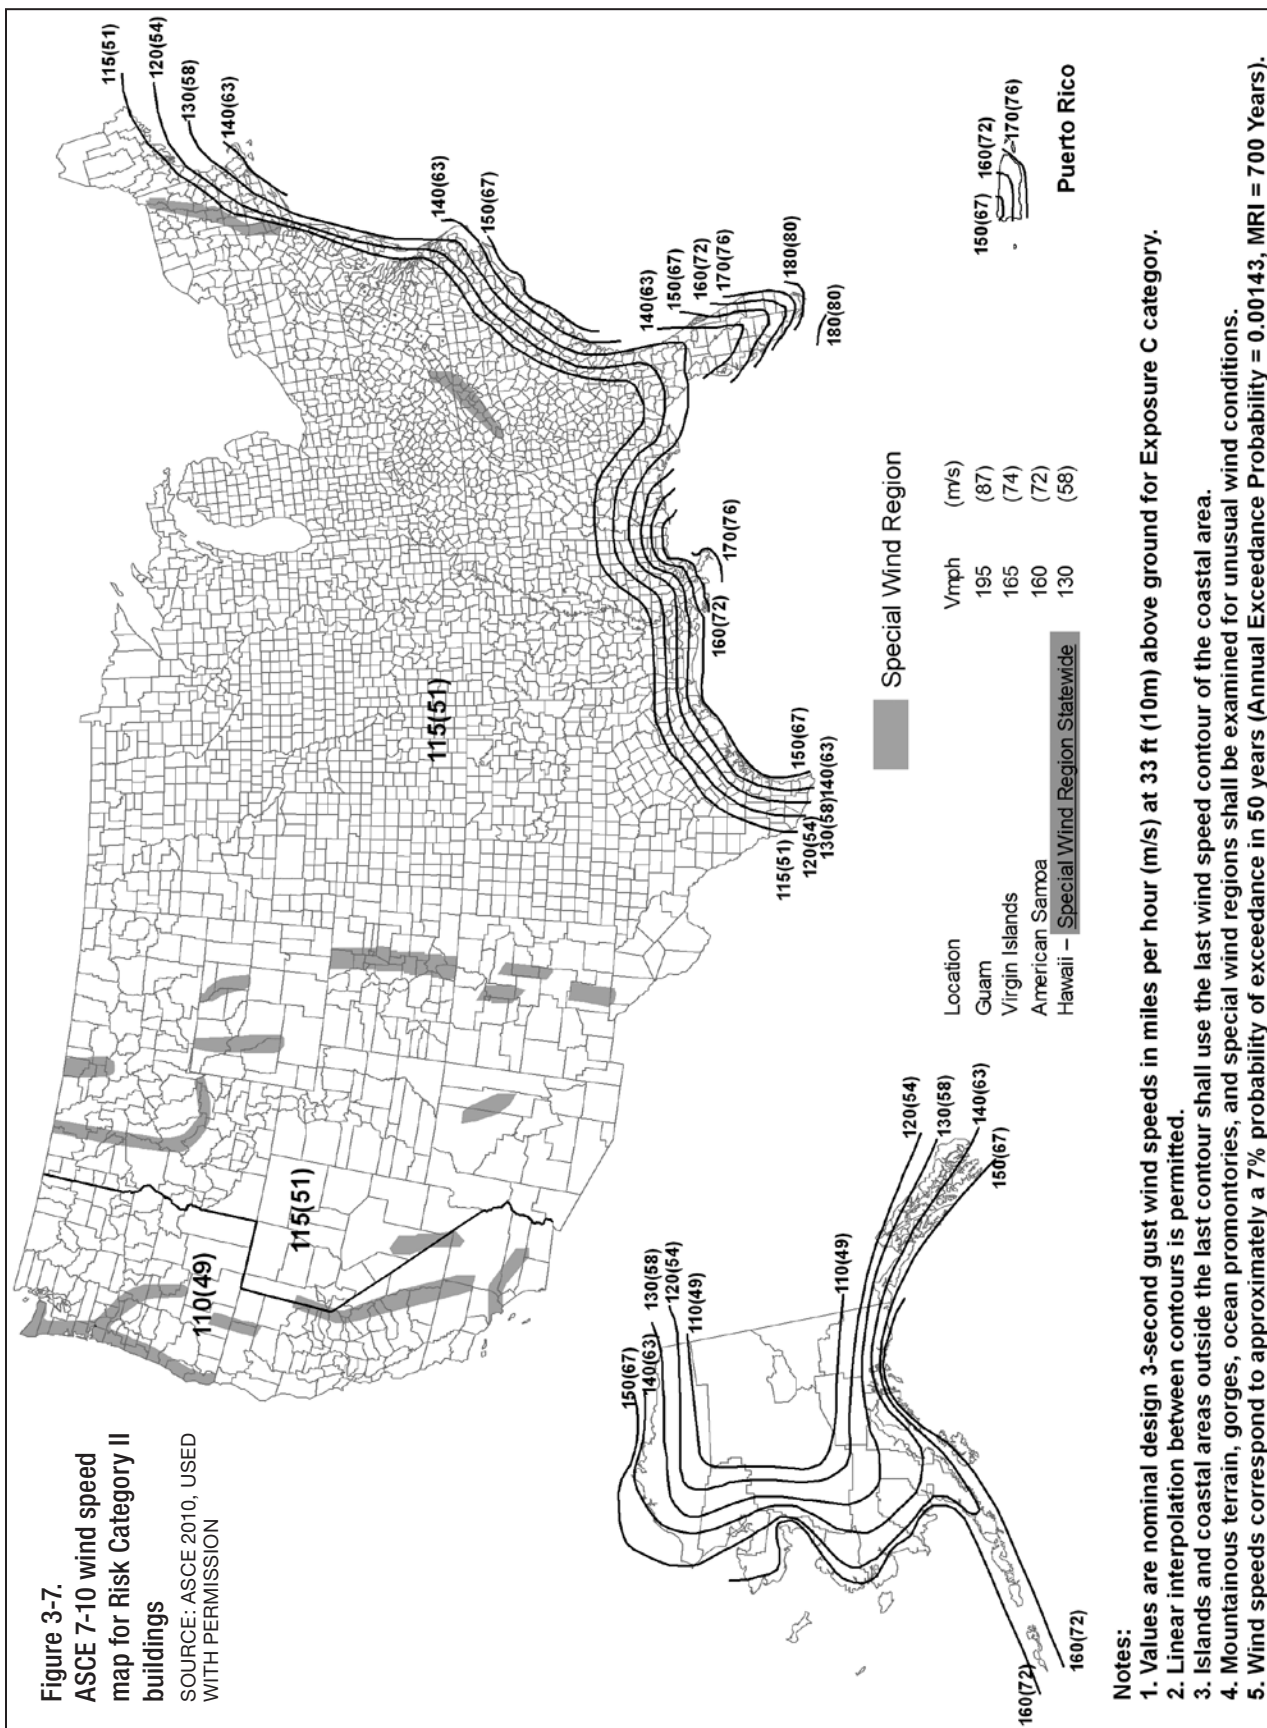 Figure 3-7.
ASCE 7-10 wind speed
map for Risk Category II
buildings
SOURCE: ASCE 2010, USED
WITH PERMISSION
110(49)
115(51)
115(51)
115(51)
120(54)
130(58)
140(63)
140(63)
150(67)
140(63)
150(67)
160(72)
170(76)
180(80)
180(80)
170(76)
160(72)
150(67)
140(63)
130(58)
120(54)
115(51)
150(67)
160(72)
170(76)
Puerto Rico
Special Wind Region
Location Vmph (m/s)
Guam 195 (87)
Virgin Islands 165 (74)
American Samoa 160 (72)
Hawaii – Special Wind Region Statewide 130 (58)
150(67)
140(63)
130(58)
120(54)
110(49)
110(49)
120(54)
130(58)
140(63)
150(67)
160(72)
160(72)
Notes:
1. Values are nominal design 3-second gust wind speeds in miles per hour (m/s) at 33 ft (10m) above ground for Exposure C category.
2. Linear interpolation between contours is permitted.
3. Islands and coastal areas outside the last contour shall use the last wind speed contour of the coastal area.
4. Mountainous terrain, gorges, ocean promontories, and special wind regions shall be examined for unusual wind conditions.
5. Wind speeds correspond to approximately a 7% probability of exceedance in 50 years (Annual Exceedance Probability = 0.00143, MRI = 700 Years).